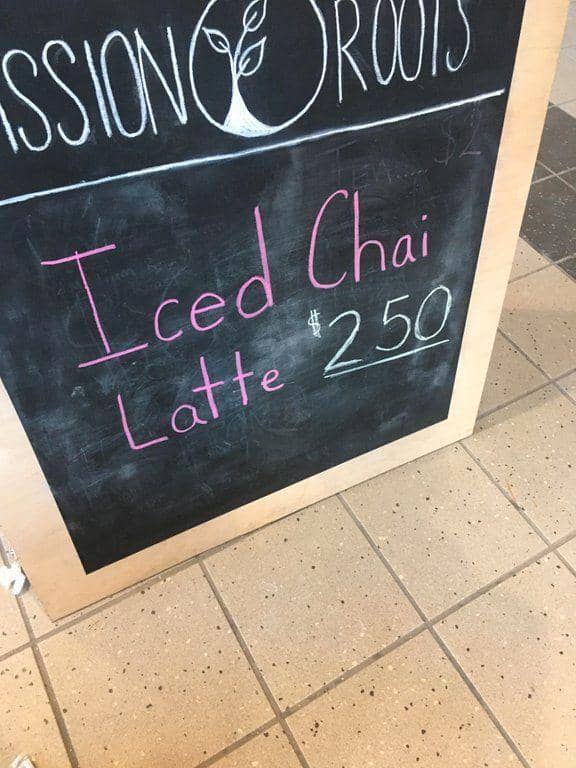 ISSION ROOTS
Iced Chai
Latte $250